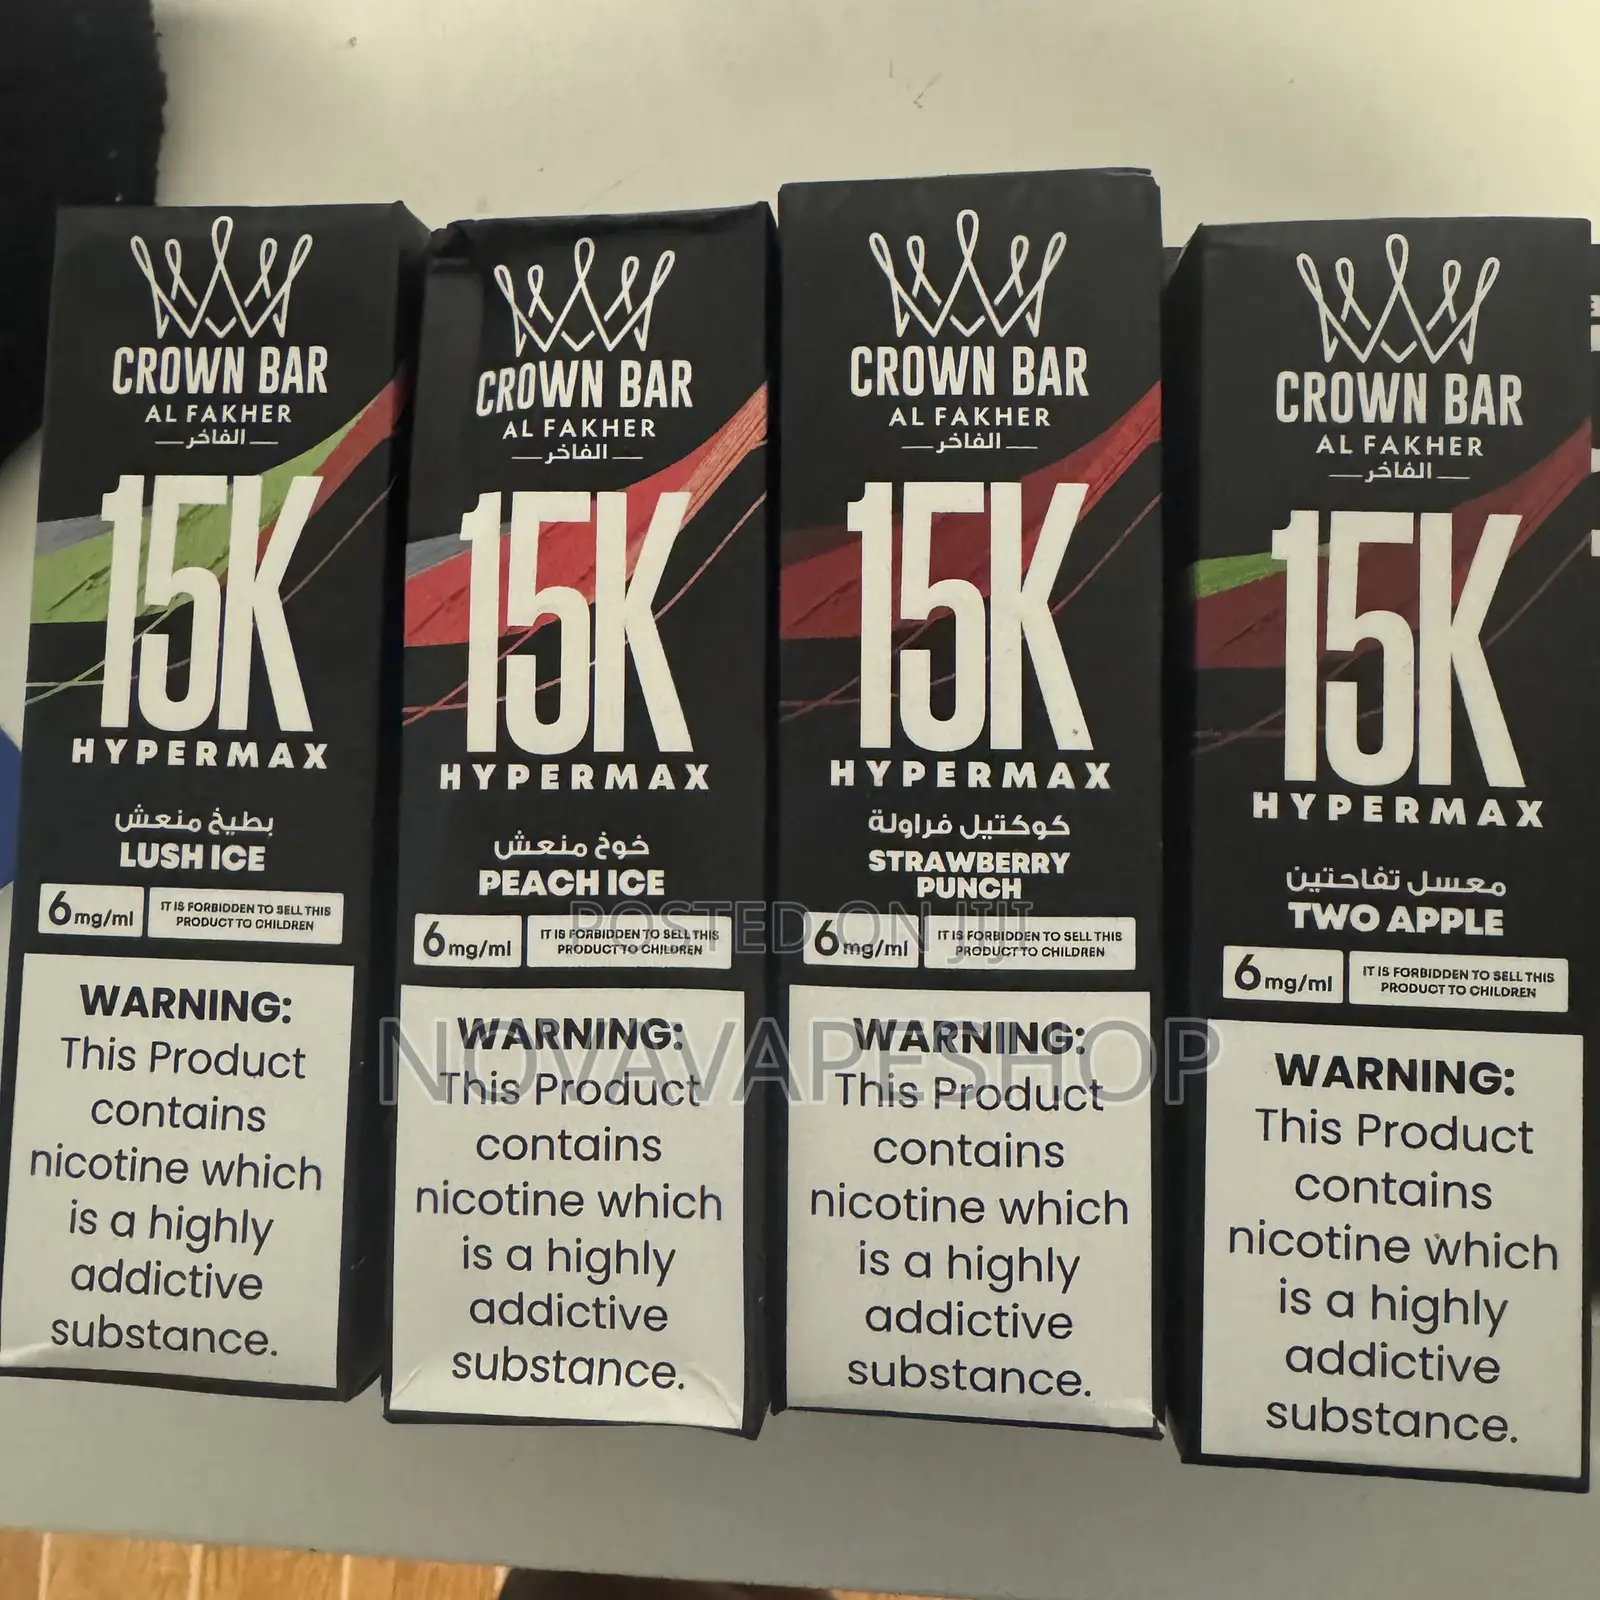 CROWN BAR
AL FAKHER
الفاخر
15K
HYPERMAX
بطيخ منعش
LUSH ICE
6mg/ml
IT IS FORBIDDEN TO SELL THIS
PRODUCT TO CHILDREN
WARNING:
This Product
contains
nicotine which
is a highly
addictive
substance.
CROWN BAR
AL FAKHER
الفاخر
15K
HYPERMAX
خوخ منعش
PEACH ICE
6mg/ml
IT IS FORBIDDEN TO SELL THIS
PRODUCT TO CHILDREN
WARNING:
This Product
contains
nicotine which
is a highly
addictive
substance.
CROWN BAR
AL FAKHER
الفاخر
15K
HYPERMAX
كوكتيل فراولة
STRAWBERRY
PUNCH
6mg/ml
IT IS FORBIDDEN TO SELL THIS
PRODUCT TO CHILDREN
WARNING:
This Product
contains
nicotine which
is a highly
addictive
substance.
CROWN BAR
AL FAKHER
الفاخر
15K
HYPERMAX
معسل تفاحتين
TWO APPLE
6mg/ml
IT IS FORBIDDEN TO SELL THIS
PRODUCT TO CHILDREN
WARNING:
This Product
contains
nicotine which
is a highly
addictive
substance.
POSTED ON JIJI
NOVAVAPESHOP